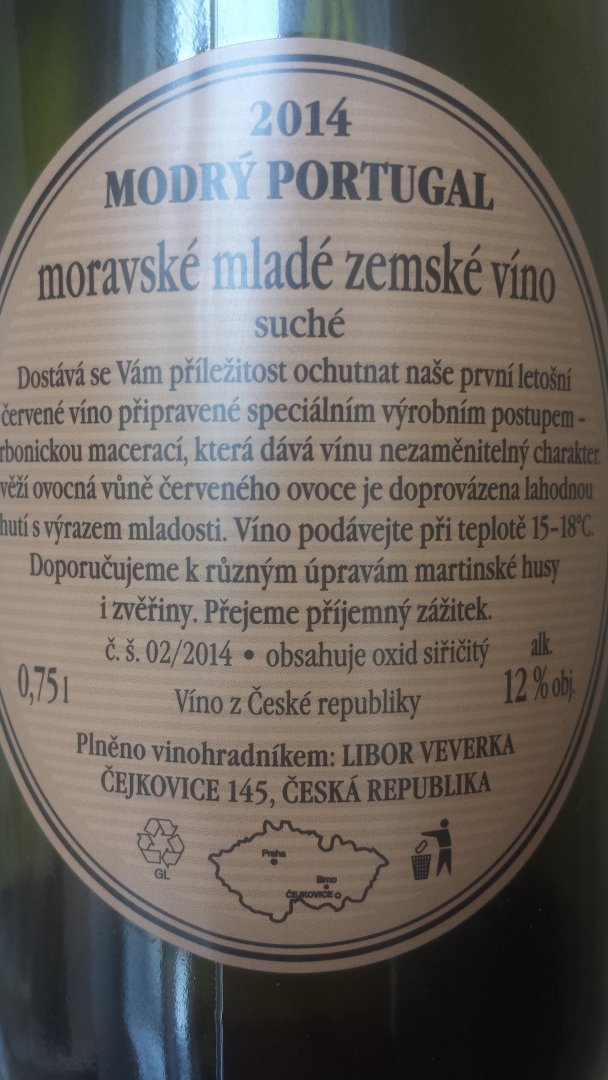 2014
MODRÝ PORTUGAL
moravské mladé zemské víno
suché
Dostává se Vám příležitost ochutnat naše první letošní
červené víno připravené speciálním výrobním postupem -
rbonickou macerací, která dává vínu nezaměnitelný charakter.
věží ovocná vůně červeného ovoce je doprovázena lahodnou
hutí s výrazem mladosti. Víno podávejte při teplotě 15-18°C.
Doporučujeme k různým úpravám martinské husy
i zvěřiny. Přejeme příjemný zážitek.
č. š. 02/2014 • obsahuje oxid siřičitý
0,75 l
alk.
12 % obj.
Víno z České republiky
Plněno vinohradníkem: LIBOR VEVERKA
ČEJKOVICE 145, ČESKÁ REPUBLIKA
GL
Praha
Brno
ČEJKOVICE